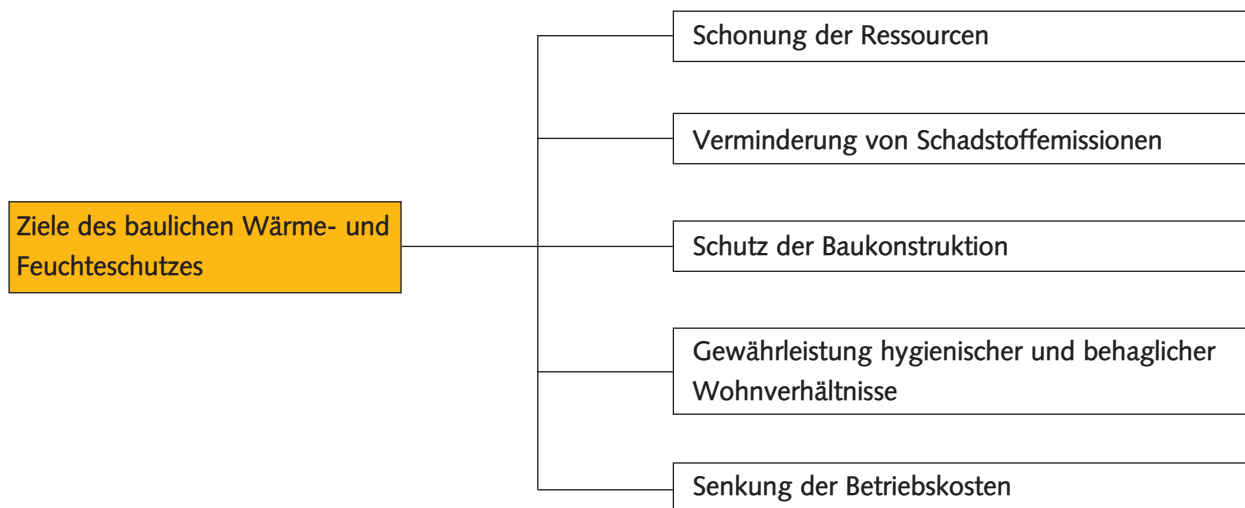 Schonung der Ressourcen
Verminderung von Schadstoffemissionen
Ziele des baulichen Wärme- und
Feuchteschutzes
Schutz der Baukonstruktion
Gewährleistung hygienischer und behaglicher
Wohnverhältnisse
Senkung der Betriebskosten